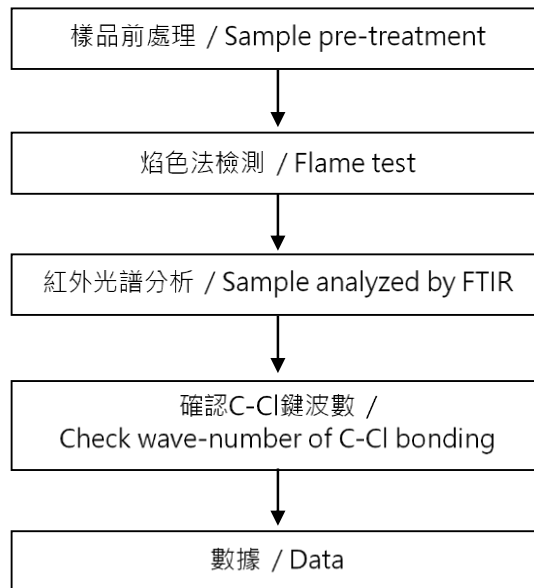 樣品前處理 / Sample pre-treatment
焰色法檢測 / Flame test
紅外光譜分析 / Sample analyzed by FTIR
確認C-Cl鍵波數 /
Check wave-number of C-Cl bonding
數據 / Data